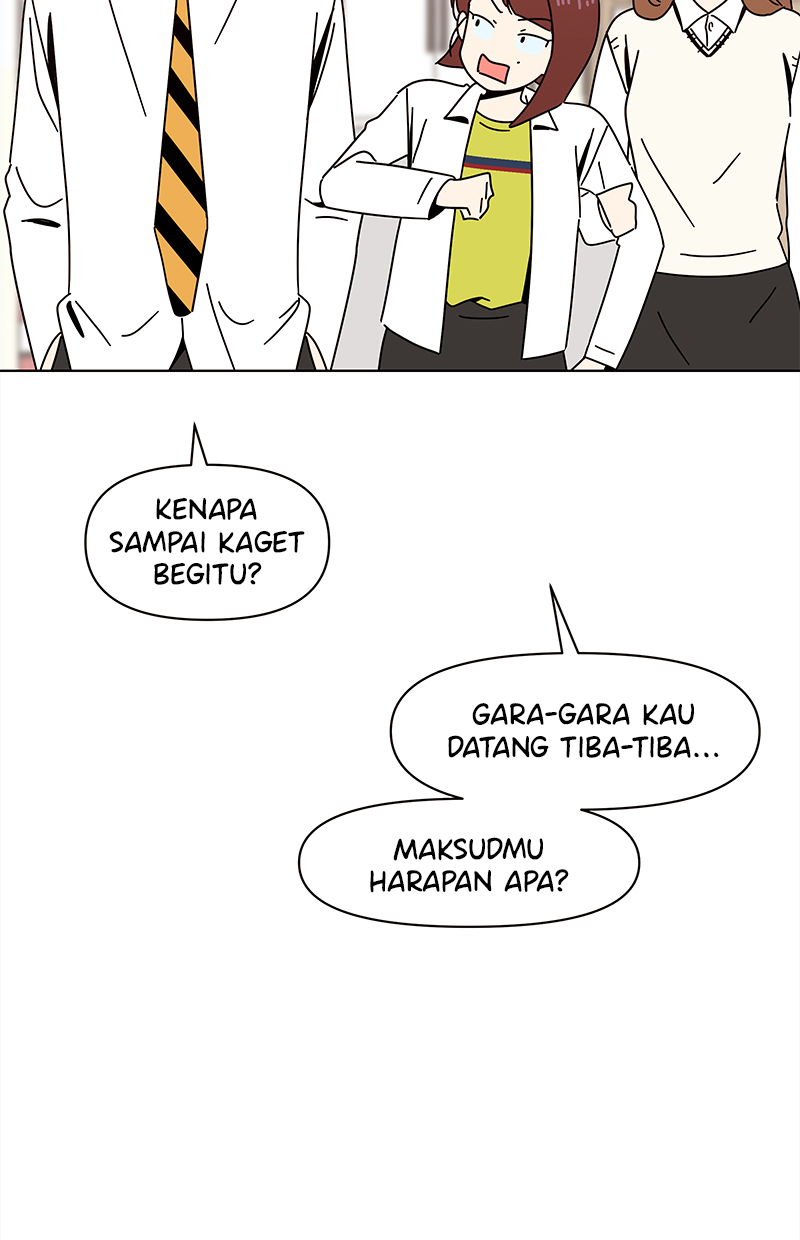 KENAPA
SAMPAI KAGET
BEGITU?
GARA-GARA KAU
DATANG TIBA-TIBA...
MAKSUDMU
HARAPAN APA?